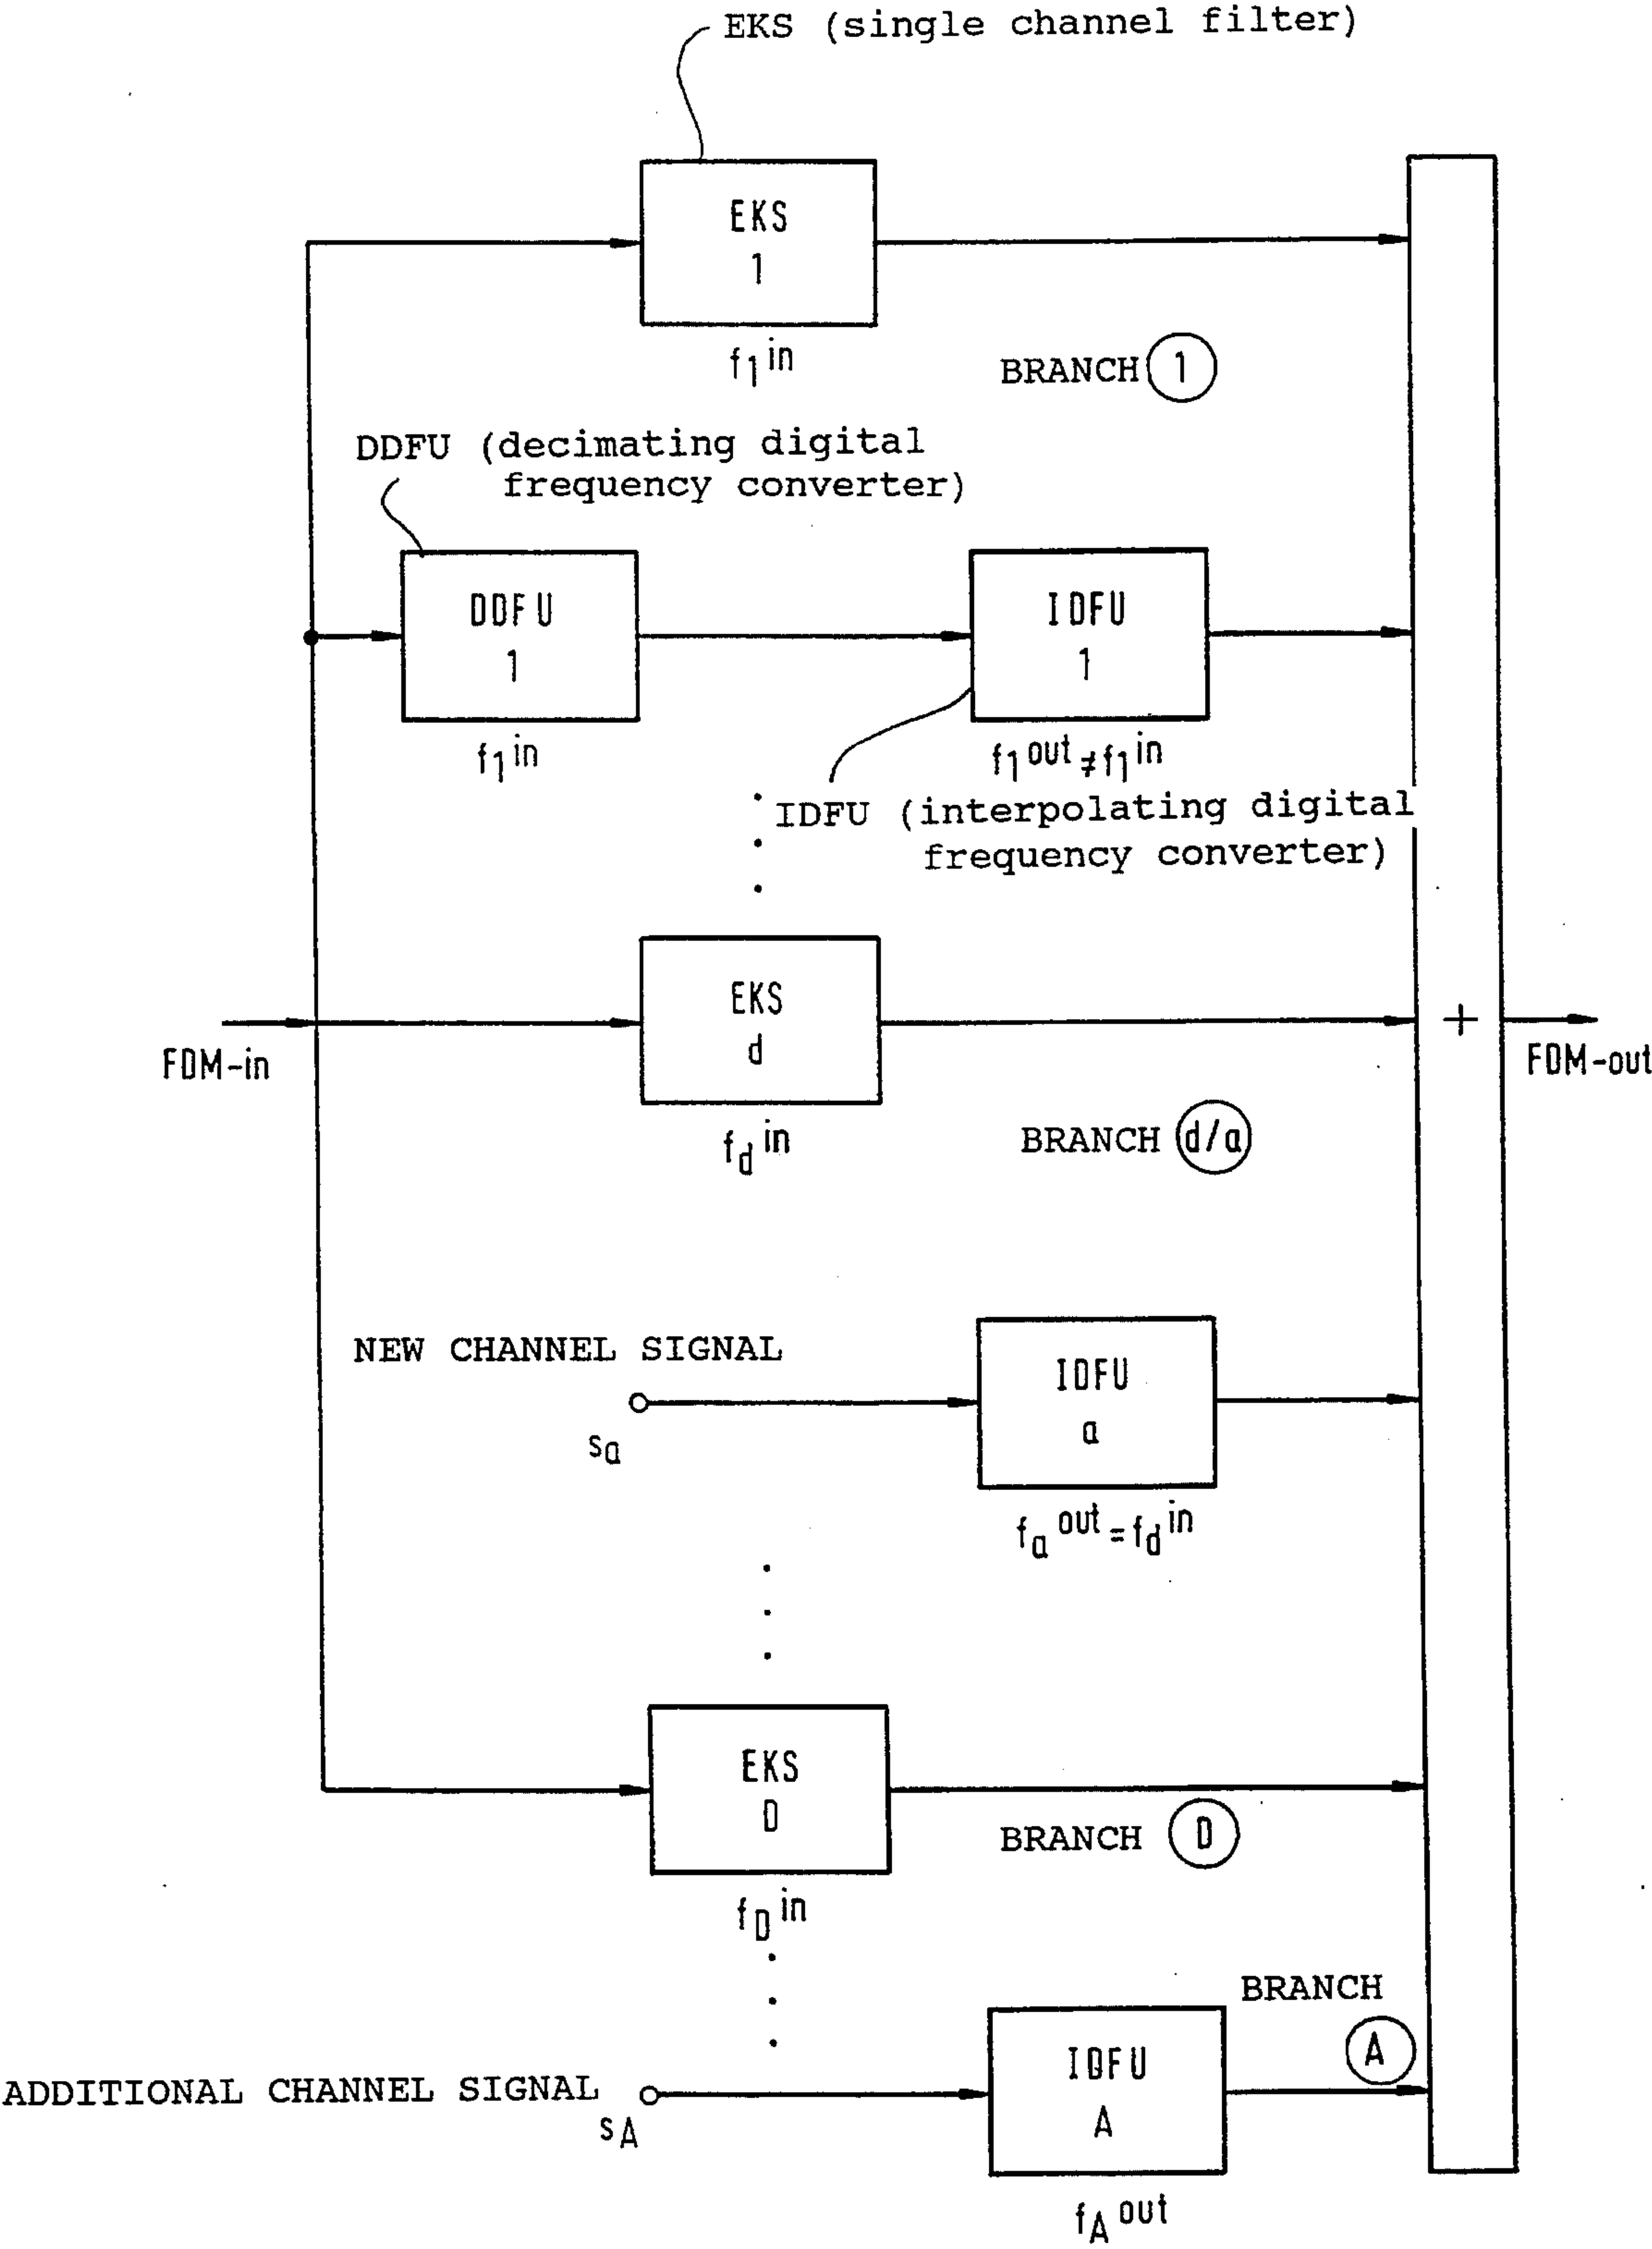 EKS (single channel filter)
EKS
1
f1 in
BRANCH 1
DDFU (decimating digital
frequency converter)
DDFU
1
f1 in
IDFU
1
f1 out ≠ f1 in
IDFU (interpolating digital
frequency converter)
EKS
d
fd in
FDM-in
+
FDM-out
BRANCH d/a
NEW CHANNEL SIGNAL
sa
IDFU
a
fa out = fd in
EKS
D
fD in
BRANCH D
BRANCH
A
ADDITIONAL CHANNEL SIGNAL
sA
IDFU
A
fA out